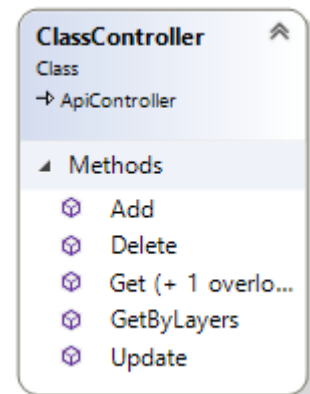 ClassController
Class
ApiController
Methods
Add
Delete
Get (+ 1 overlo...
GetByLayers
Update